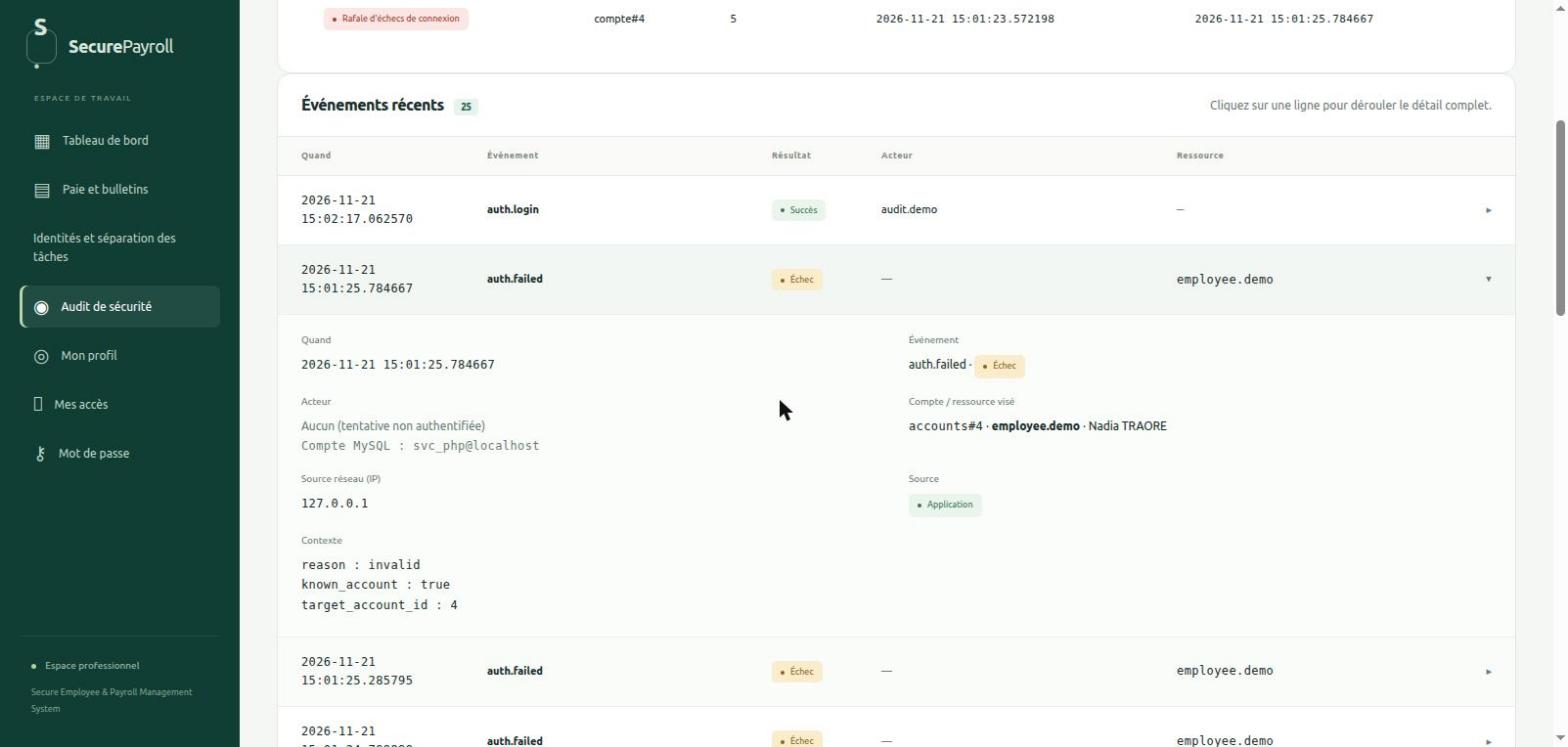 S
SecurePayroll
ESPACE DE TRAVAIL
Tableau de bord
Paie et bulletins
Identités et séparation des
tâches
Audit de sécurité
Mon profil
Mes accès
Mot de passe
Espace professionnel
Secure Employee & Payroll Management
System
Rafale d'échecs de connexion compte#4 5 2026-11-21 15:01:23.572198 2026-11-21 15:01:25.784667
Événements récents 25 Cliquez sur une ligne pour dérouler le détail complet.
Quand Événement Résultat Acteur Ressource
2026-11-21
15:02:17.062570 auth.login Succès audit.demo —
2026-11-21
15:01:25.784667 auth.failed Échec — employee.demo
Quand
2026-11-21 15:01:25.784667
Événement
auth.failed · Échec
Acteur
Aucun (tentative non authentifiée)
Compte MySQL : svc_php@localhost
Compte / ressource visé
accounts#4 · employee.demo · Nadia TRAORE
Source réseau (IP)
127.0.0.1
Source
Application
Contexte
reason : invalid
known_account : true
target_account_id : 4
2026-11-21
15:01:25.285795 auth.failed Échec — employee.demo
2026-11-21
auth.failed Échec — employee.demo